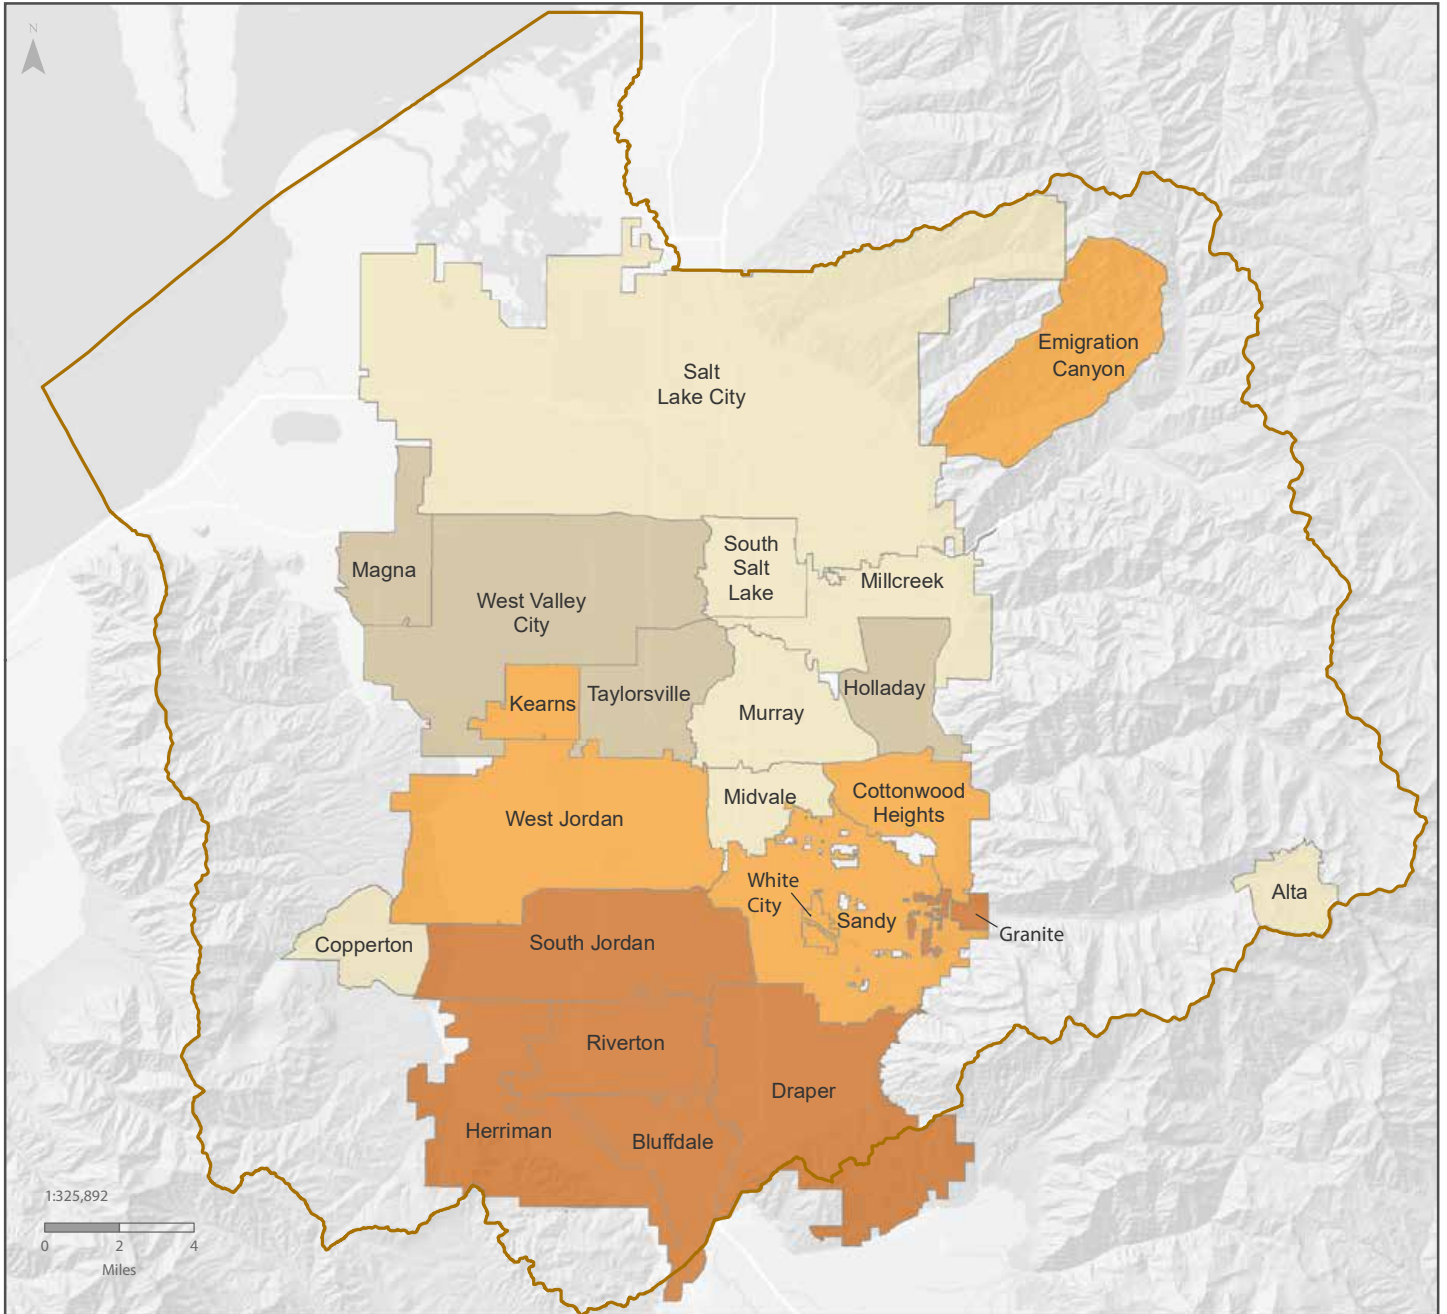 N
Emigration
Canyon
Salt
Lake City
South
Salt
Lake
Magna
Millcreek
West Valley
City
Kearns
Taylorsville
Holladay
Murray
Midvale
Cottonwood
Heights
West Jordan
White
City
Sandy
Alta
Granite
Copperton
South Jordan
Riverton
Draper
Herriman
Bluffdale
1:325,892
0 2 4
Miles